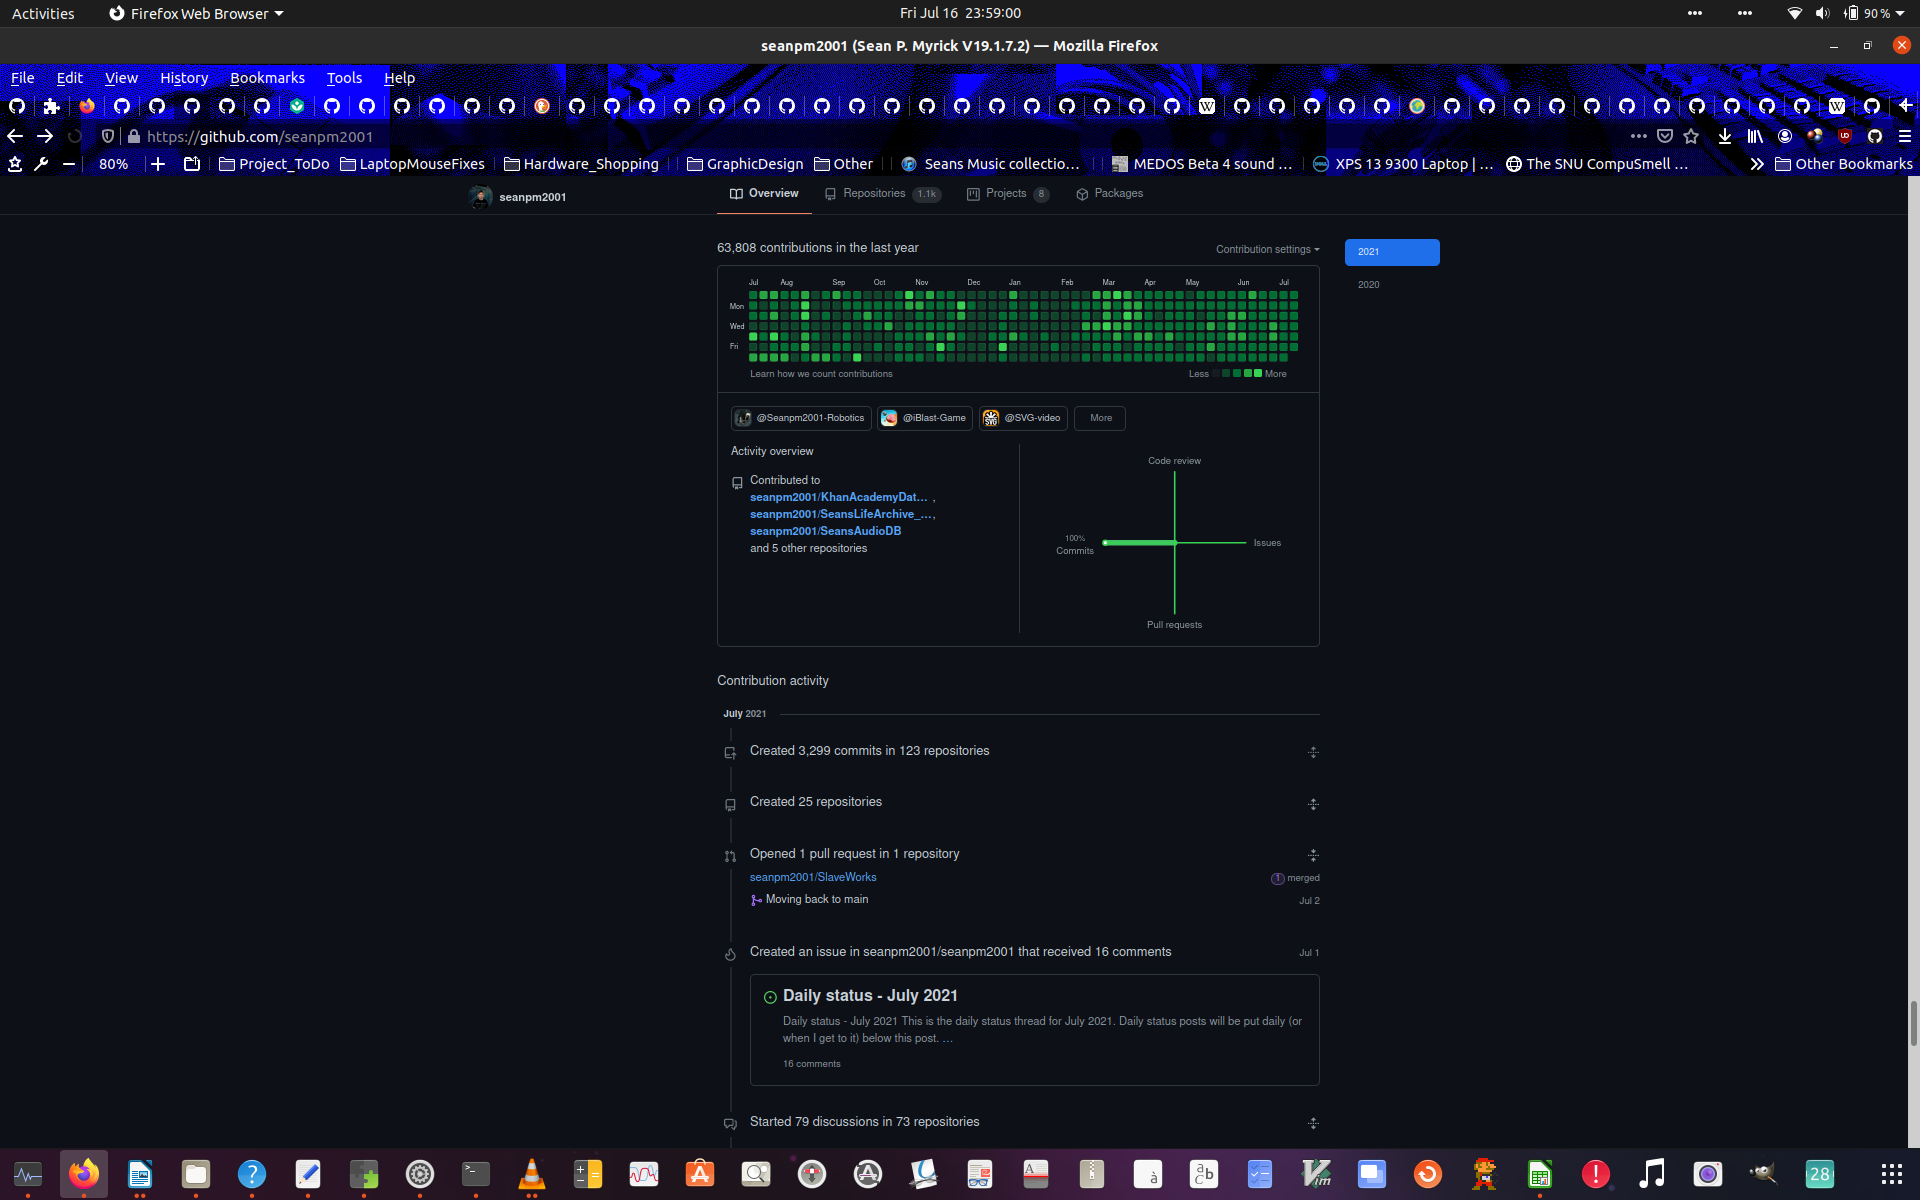 Activities Firefox Web Browser Fri Jul 16 23:59:00 90 %
seanpm2001 (Sean P. Myrick V19.1.7.2) — Mozilla Firefox
File Edit View History Bookmarks Tools Help
https://github.com/seanpm2001
80% Project_ToDo LaptopMouseFixes Hardware_Shopping GraphicDesign Other Seans Music collectio... MEDOS Beta 4 sound ... XPS 13 9300 Laptop | ... The SNU CompuSmell ... Other Bookmarks
seanpm2001 Overview Repositories 1.1k Projects 8 Packages
63,808 contributions in the last year Contribution settings 2021
2020
Jul Aug Sep Oct Nov Dec Jan Feb Mar Apr May Jun Jul
Mon
Wed
Fri
Learn how we count contributions Less More
@Seanpm2001-Robotics @iBlast-Game SVG @SVG-video More
Activity overview
Code review
Contributed to
seanpm2001/KhanAcademyDat... ,
seanpm2001/SeansLifeArchive_...,
seanpm2001/SeansAudioDB
and 5 other repositories
100%
Commits
Issues
Pull requests
Contribution activity
July 2021
Created 3,299 commits in 123 repositories
Created 25 repositories
Opened 1 pull request in 1 repository
seanpm2001/SlaveWorks 1 merged
Moving back to main Jul 2
Created an issue in seanpm2001/seanpm2001 that received 16 comments Jul 1
Daily status - July 2021
Daily status - July 2021 This is the daily status thread for July 2021. Daily status posts will be put daily (or
when I get to it) below this post. ...
16 comments
Started 79 discussions in 73 repositories
28